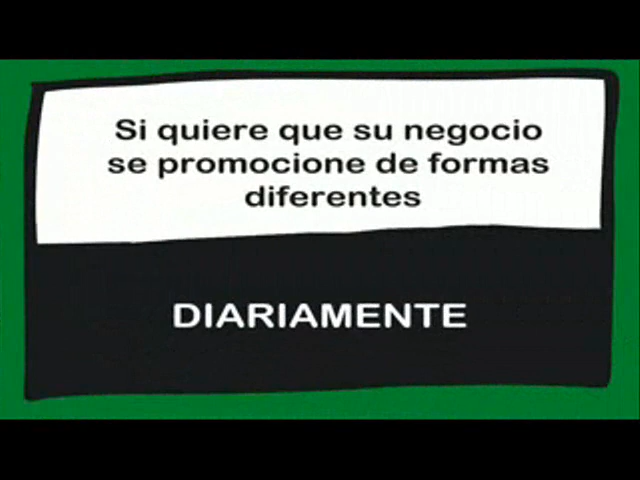 Si quiere que su negocio
se promocione de formas
diferentes
DIARIAMENTE